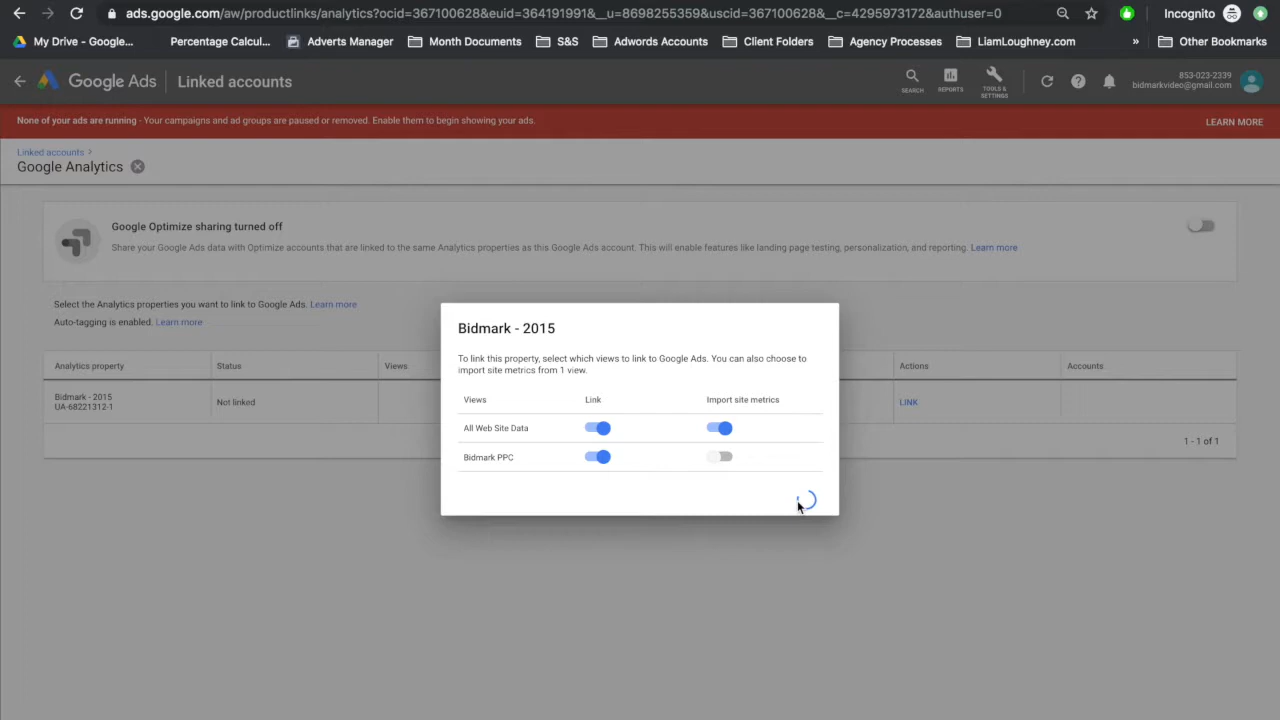 ads.google.com/aw/productlinks/analytics?ocid=367100628&euid=364191991&__u=8698255359&uscid=367100628&__c=4295973172&authuser=0
Incognito
My Drive - Google...
Percentage Calcul...
Adverts Manager
Month Documents
S&S
Adwords Accounts
Client Folders
Agency Processes
LiamLoughney.com
»
Other Bookmarks
Google Ads
Linked accounts
SEARCH
REPORTS
TOOLS &
SETTINGS
853-023-2339
bidmarkvideo@gmail.com
None of your ads are running - Your campaigns and ad groups are paused or removed. Enable them to begin showing your ads.
LEARN MORE
Linked accounts >
Google Analytics
Google Optimize sharing turned off
Share your Google Ads data with Optimize accounts that are linked to the same Analytics properties as this Google Ads account. This will enable features like landing page testing, personalization, and reporting. Learn more
Select the Analytics properties you want to link to Google Ads. Learn more
Auto-tagging is enabled. Learn more
Analytics property
Status
Views
Actions
Accounts
Bidmark - 2015
UA-68221312-1
Not linked
LINK
1 - 1 of 1
Bidmark - 2015
To link this property, select which views to link to Google Ads. You can also choose to
import site metrics from 1 view.
Views
Link
Import site metrics
All Web Site Data
Bidmark PPC